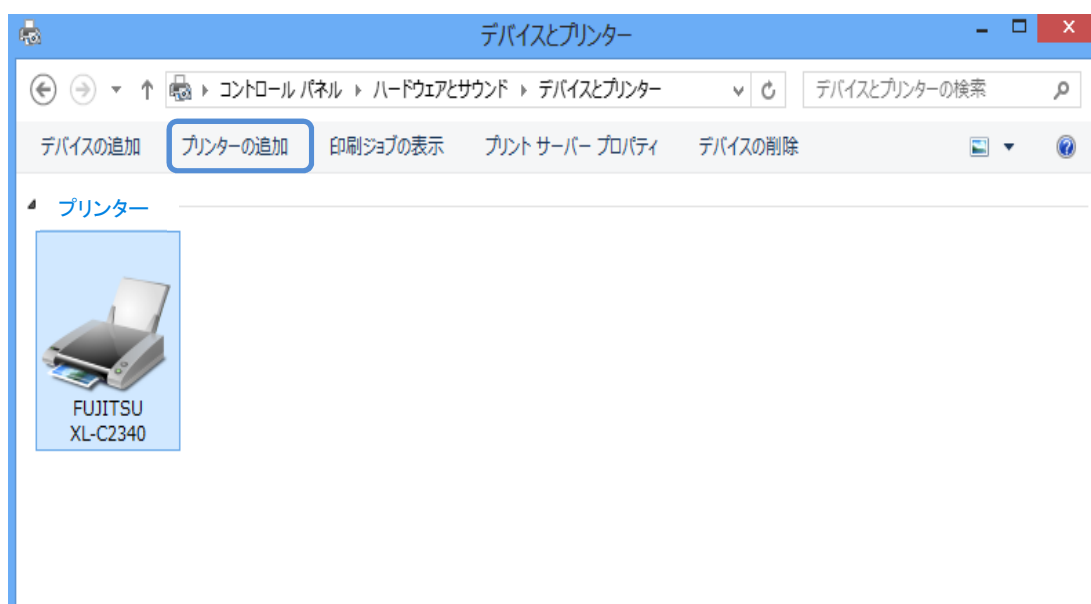 デバイスとプリンター
コントロール パネル ハードウェアとサウンド デバイスとプリンター デバイスとプリンターの検索
デバイスの追加 プリンターの追加 印刷ジョブの表示 プリント サーバー プロパティ デバイスの削除
プリンター
FUJITSU
XL-C2340